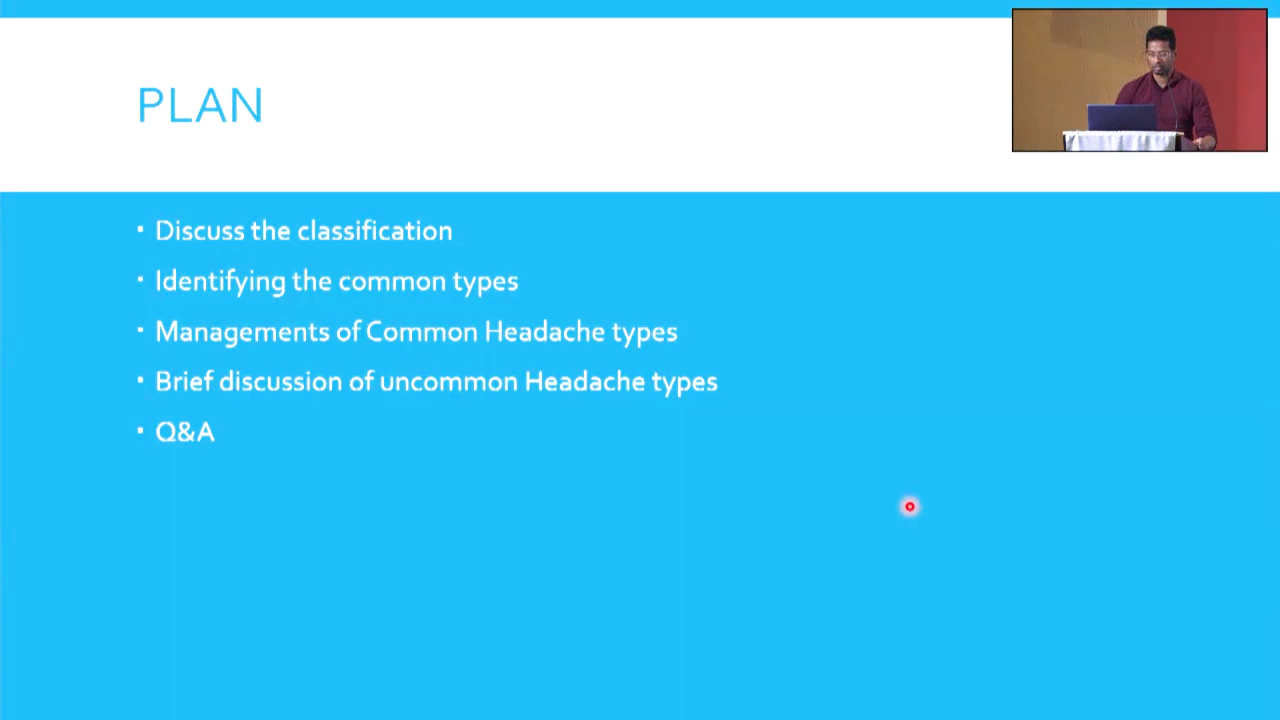 PLAN
▪ Discuss the classification
▪ Identifying the common types
▪ Managements of Common Headache types
▪ Brief discussion of uncommon Headache types
▪ Q&A